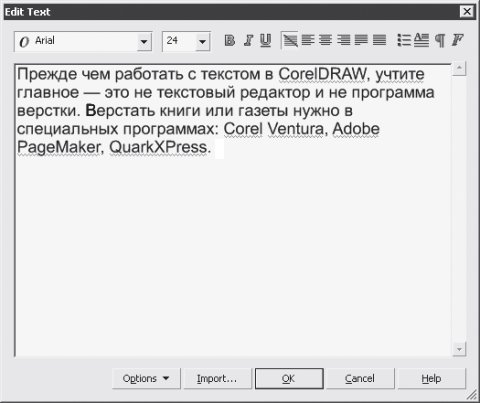 Edit Text
Arial 24 B I U
Прежде чем работать с текстом в CorelDRAW, учтите
главное — это не текстовый редактор и не программа
верстки. Верстать книги или газеты нужно в
специальных программах: Corel Ventura, Adobe
PageMaker, QuarkXPress.
Options Import... OK Cancel Help